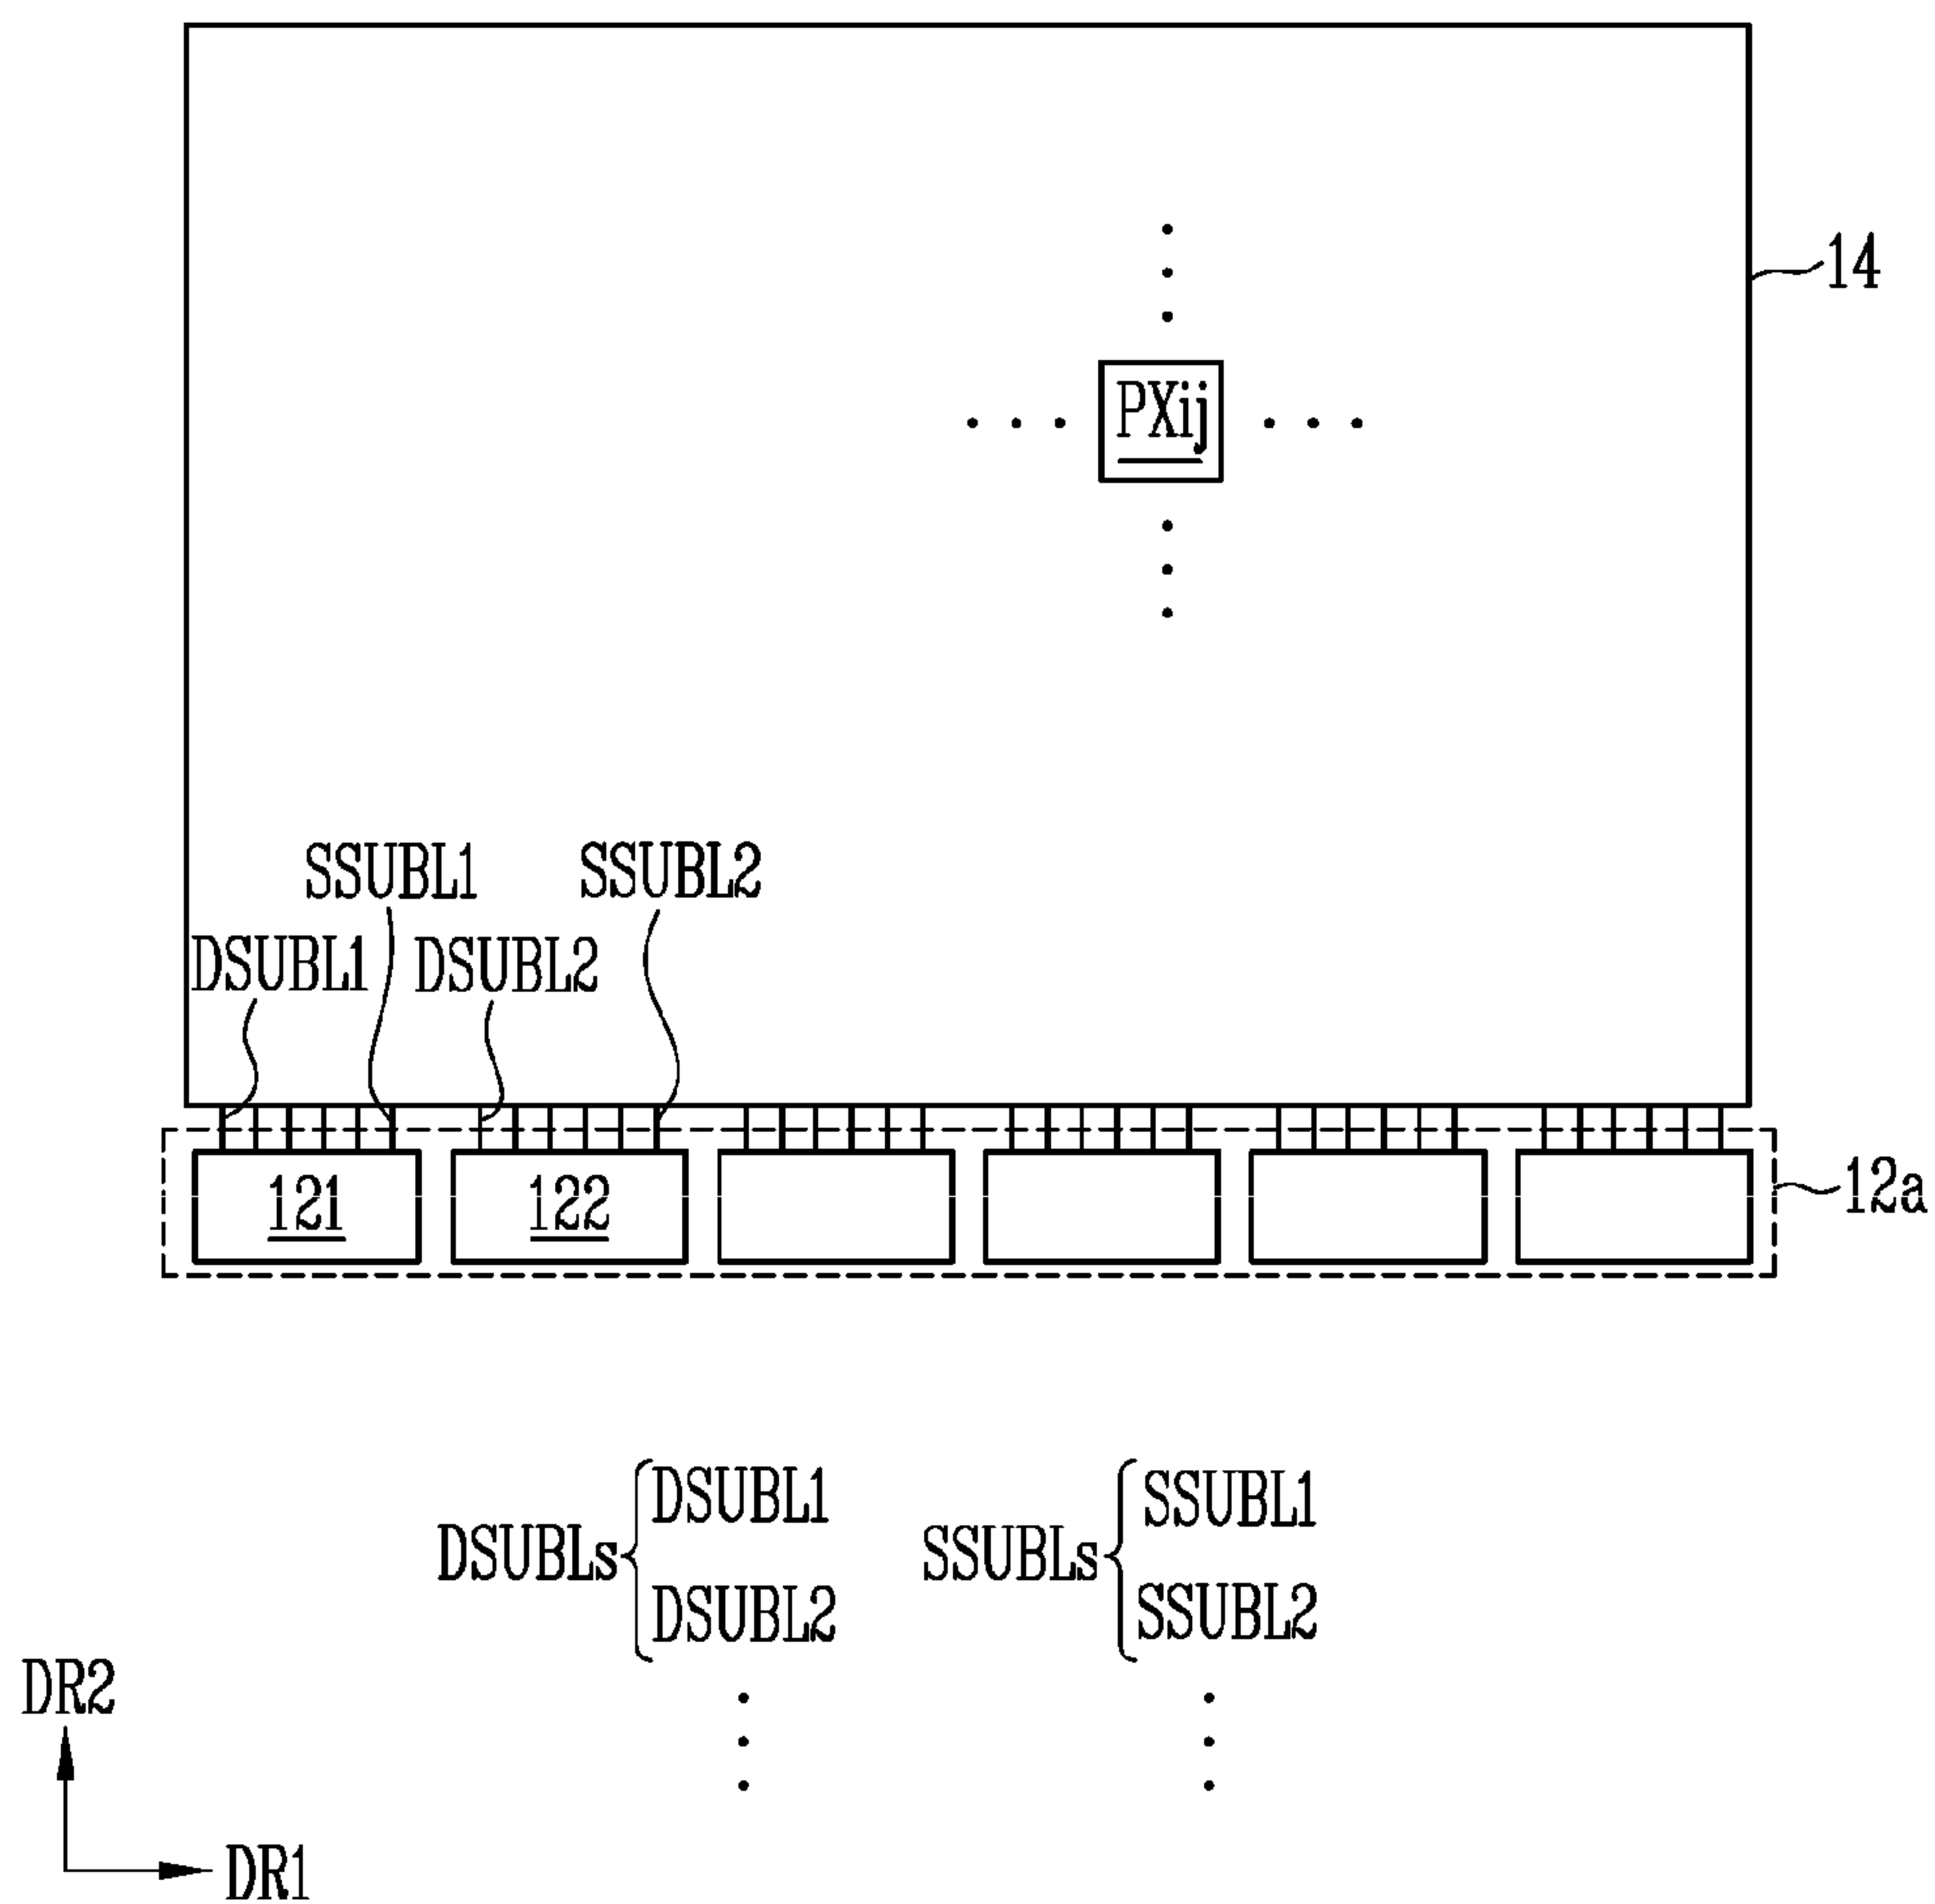 14
PXij
SSUBL1
SSUBL2
DSUBL1
DSUBL2
121
122
12a
DSUBLs
DSUBL1
DSUBL2
SSUBLs
SSUBL1
SSUBL2
DR2
DR1